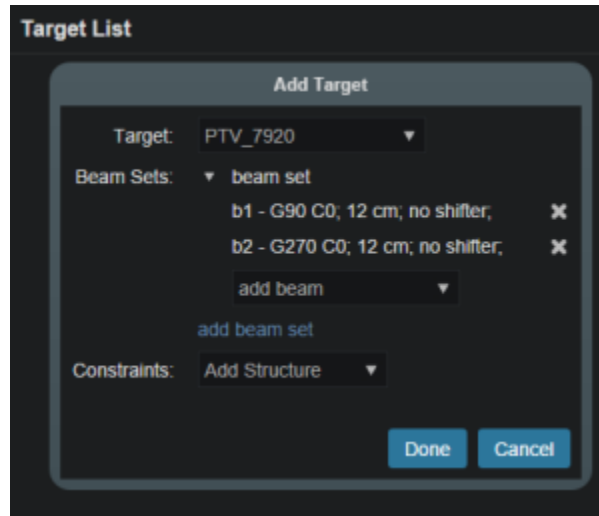 Target List
Add Target
Target: PTV_7920
Beam Sets: beam set
b1 - G90 C0; 12 cm; no shifter;
b2 - G270 C0; 12 cm; no shifter;
add beam
add beam set
Constraints: Add Structure
Done Cancel